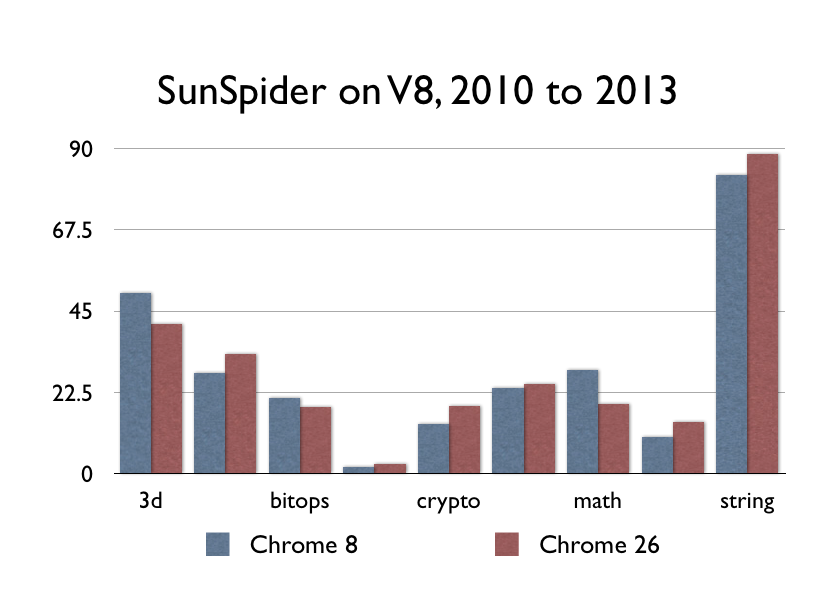 SunSpider on V8, 2010 to 2013
90
67.5
45
22.5
0
3d bitops crypto math string
Chrome 8 Chrome 26